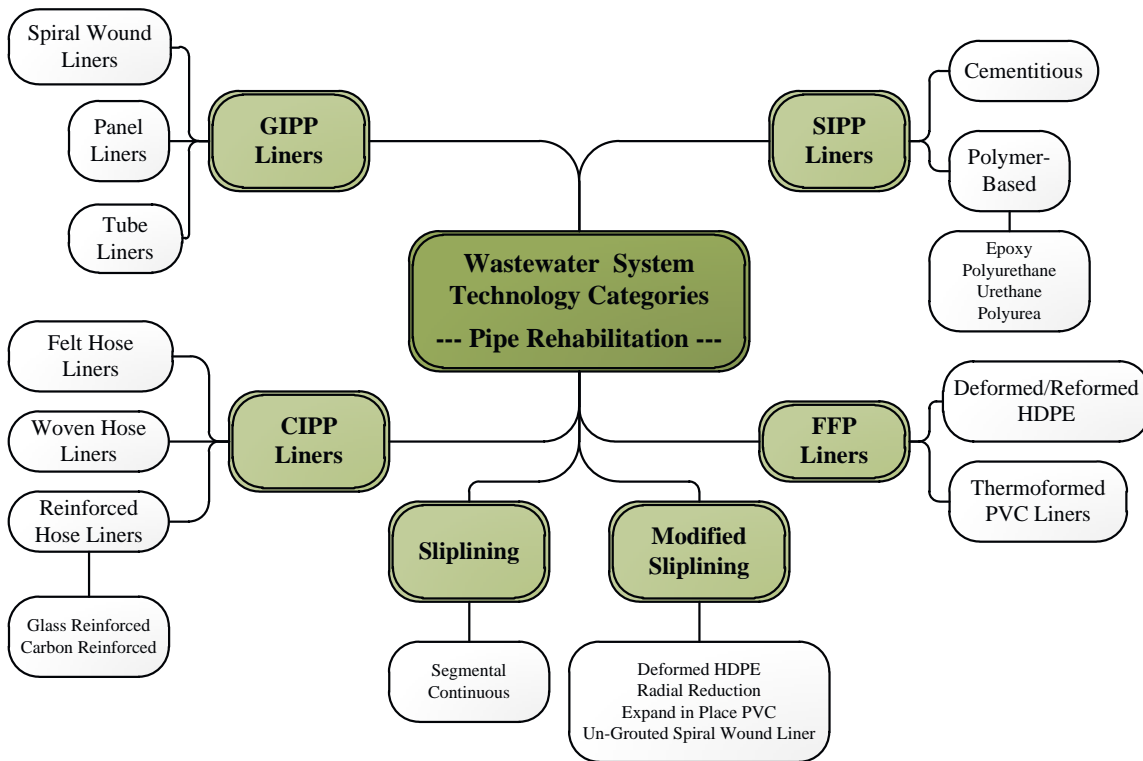 Spiral Wound
Liners
Panel
Liners
Tube
Liners
GIPP
Liners
SIPP
Liners
Cementitious
Polymer-
Based
Epoxy
Polyurethane
Urethane
Polyurea
Wastewater System
Technology Categories
--- Pipe Rehabilitation ---
Felt Hose
Liners
Woven Hose
Liners
Reinforced
Hose Liners
Glass Reinforced
Carbon Reinforced
CIPP
Liners
FFP
Liners
Deformed/Reformed
HDPE
Thermoformed
PVC Liners
Sliplining
Segmental
Continuous
Modified
Sliplining
Deformed HDPE
Radial Reduction
Expand in Place PVC
Un-Grouted Spiral Wound Liner